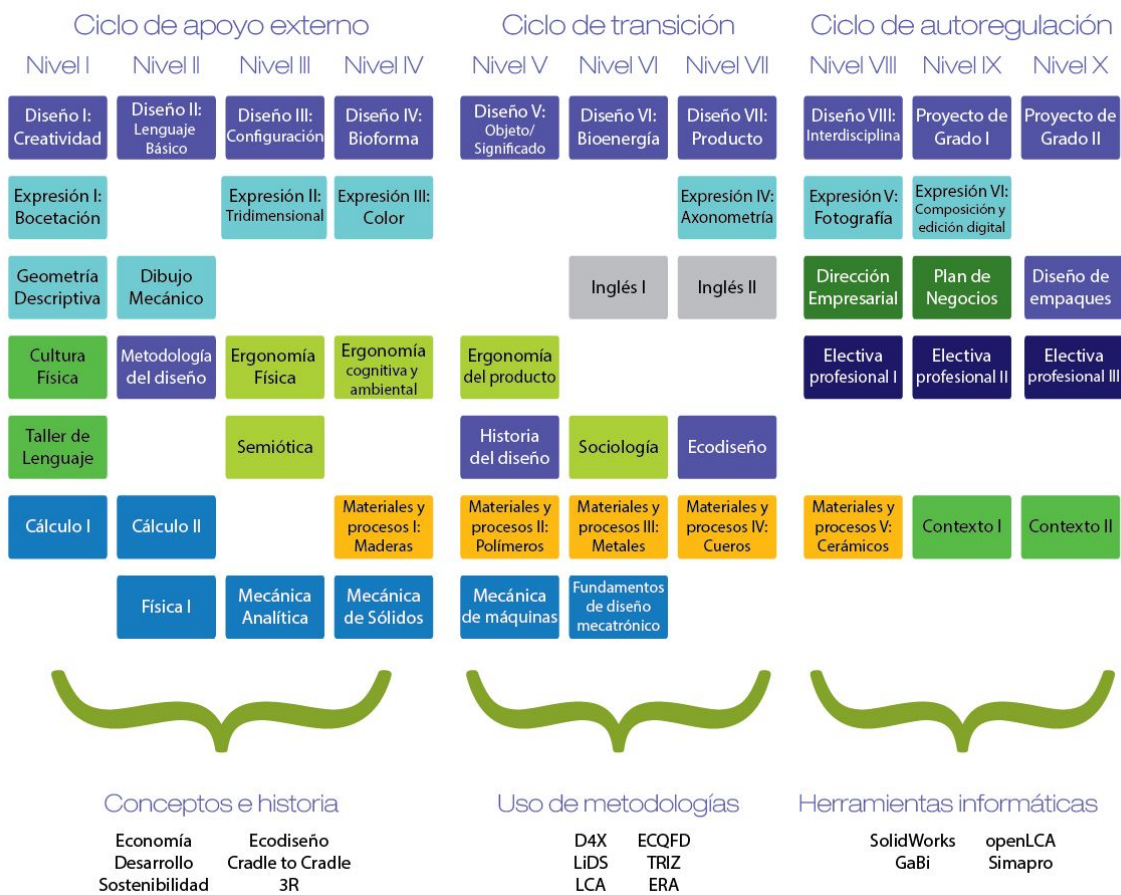 Ciclo de apoyo externo
Ciclo de transición
Ciclo de autoregulación
Nivel I
Nivel II
Nivel III
Nivel IV
Nivel V
Nivel VI
Nivel VII
Nivel VIII
Nivel IX
Nivel X
Diseño I:
Creatividad
Diseño II:
Lenguaje
Básico
Diseño III:
Configuración
Diseño IV:
Bioforma
Diseño V:
Objeto/
Significado
Diseño VI:
Bioenergía
Diseño VII:
Producto
Diseño VIII:
Interdisciplina
Proyecto de
Grado I
Proyecto de
Grado II
Expresión I:
Bocetación
Expresión II:
Tridimensional
Expresión III:
Color
Expresión IV:
Axonometría
Expresión V:
Fotografía
Expresión VI:
Composición y
edición digital
Geometría
Descriptiva
Dibujo
Mecánico
Inglés I
Inglés II
Dirección
Empresarial
Plan de
Negocios
Diseño de
empaques
Cultura
Física
Metodología
del diseño
Ergonomía
Física
Ergonomía
cognitiva y
ambiental
Ergonomía
del producto
Electiva
profesional I
Electiva
profesional II
Electiva
profesional III
Taller de
Lenguaje
Semiótica
Historia
del diseño
Sociología
Ecodiseño
Cálculo I
Cálculo II
Materiales y
procesos I:
Maderas
Materiales y
procesos II:
Polímeros
Materiales y
procesos III:
Metales
Materiales y
procesos IV:
Cueros
Materiales y
procesos V:
Cerámicos
Contexto I
Contexto II
Física I
Mecánica
Analítica
Mecánica
de Sólidos
Mecánica
de máquinas
Fundamentos
de diseño
mecatrónico
Conceptos e historia
Economía
Desarrollo
Sostenibilidad
Ecodiseño
Cradle to Cradle
3R
Uso de metodologías
D4X
LiDS
LCA
ECQFD
TRIZ
ERA
Herramientas informáticas
SolidWorks
GaBi
openLCA
Simapro